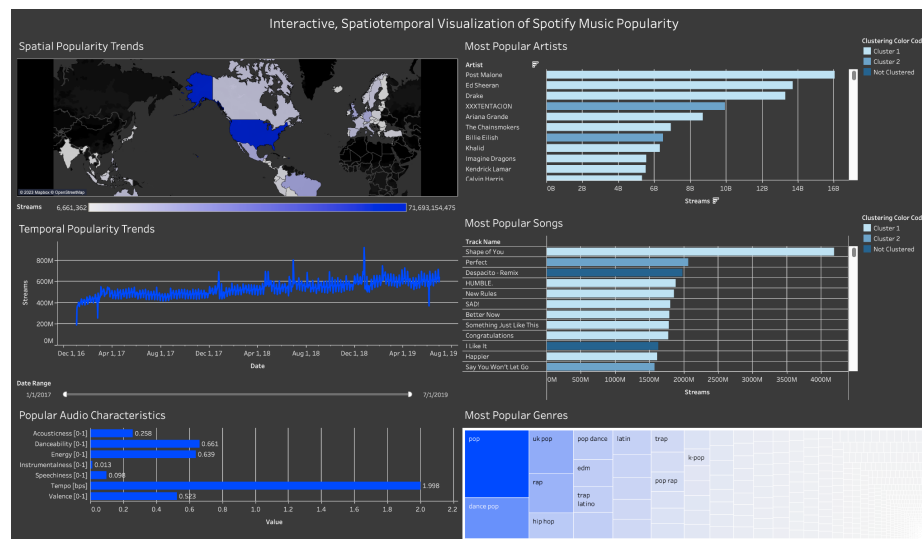 Interactive, Spatiotemporal Visualization of Spotify Music Popularity
Spatial Popularity Trends
© 2023 Mapbox © OpenStreetMap
Streams 6,661,362 71,693,154,475
Temporal Popularity Trends
Streams
800M
600M
400M
200M
0M
Dec 1, 16 Apr 1, 17 Aug 1, 17 Dec 1, 17 Apr 1, 18 Aug 1, 18 Dec 1, 18 Apr 1, 19 Aug 1, 19
Date
Date Range
1/1/2017 7/1/2019
Popular Audio Characteristics
Acousticness [0-1] 0.258
Danceability [0-1] 0.661
Energy [0-1] 0.639
Instrumentalness [0-1] 0.013
Speechiness [0-1] 0.098
Tempo [bps] 1.998
Valence [0-1] 0.523
0.0 0.2 0.4 0.6 0.8 1.0 1.2 1.4 1.6 1.8 2.0 2.2
Value
Most Popular Artists
Artist
Post Malone
Ed Sheeran
Drake
XXXTENTACION
Ariana Grande
The Chainsmokers
Billie Eilish
Khalid
Imagine Dragons
Kendrick Lamar
Calvin Harris
0B 2B 4B 6B 8B 10B 12B 14B 16B
Streams
Clustering Color Cod
Cluster 1
Cluster 2
Not Clustered
Most Popular Songs
Track Name
Shape of You
Perfect
Despacito - Remix
HUMBLE.
New Rules
SAD!
Better Now
Something Just Like This
Congratulations
I Like It
Happier
Say You Won't Let Go
0M 500M 1000M 1500M 2000M 2500M 3000M 3500M 4000M
Streams
Clustering Color Cod
Cluster 1
Cluster 2
Not Clustered
Most Popular Genres
pop
dance pop
uk pop
rap
hip hop
pop dance
edm
trap
latino
latin
trap
pop rap
k-pop